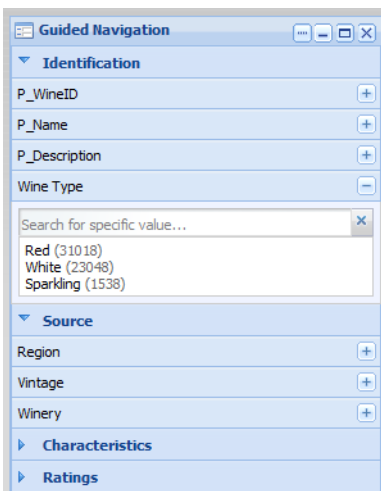 Guided Navigation
Identification
P_WineID
P_Name
P_Description
Wine Type
Search for specific value...
Red (31018)
White (23048)
Sparkling (1538)
Source
Region
Vintage
Winery
Characteristics
Ratings